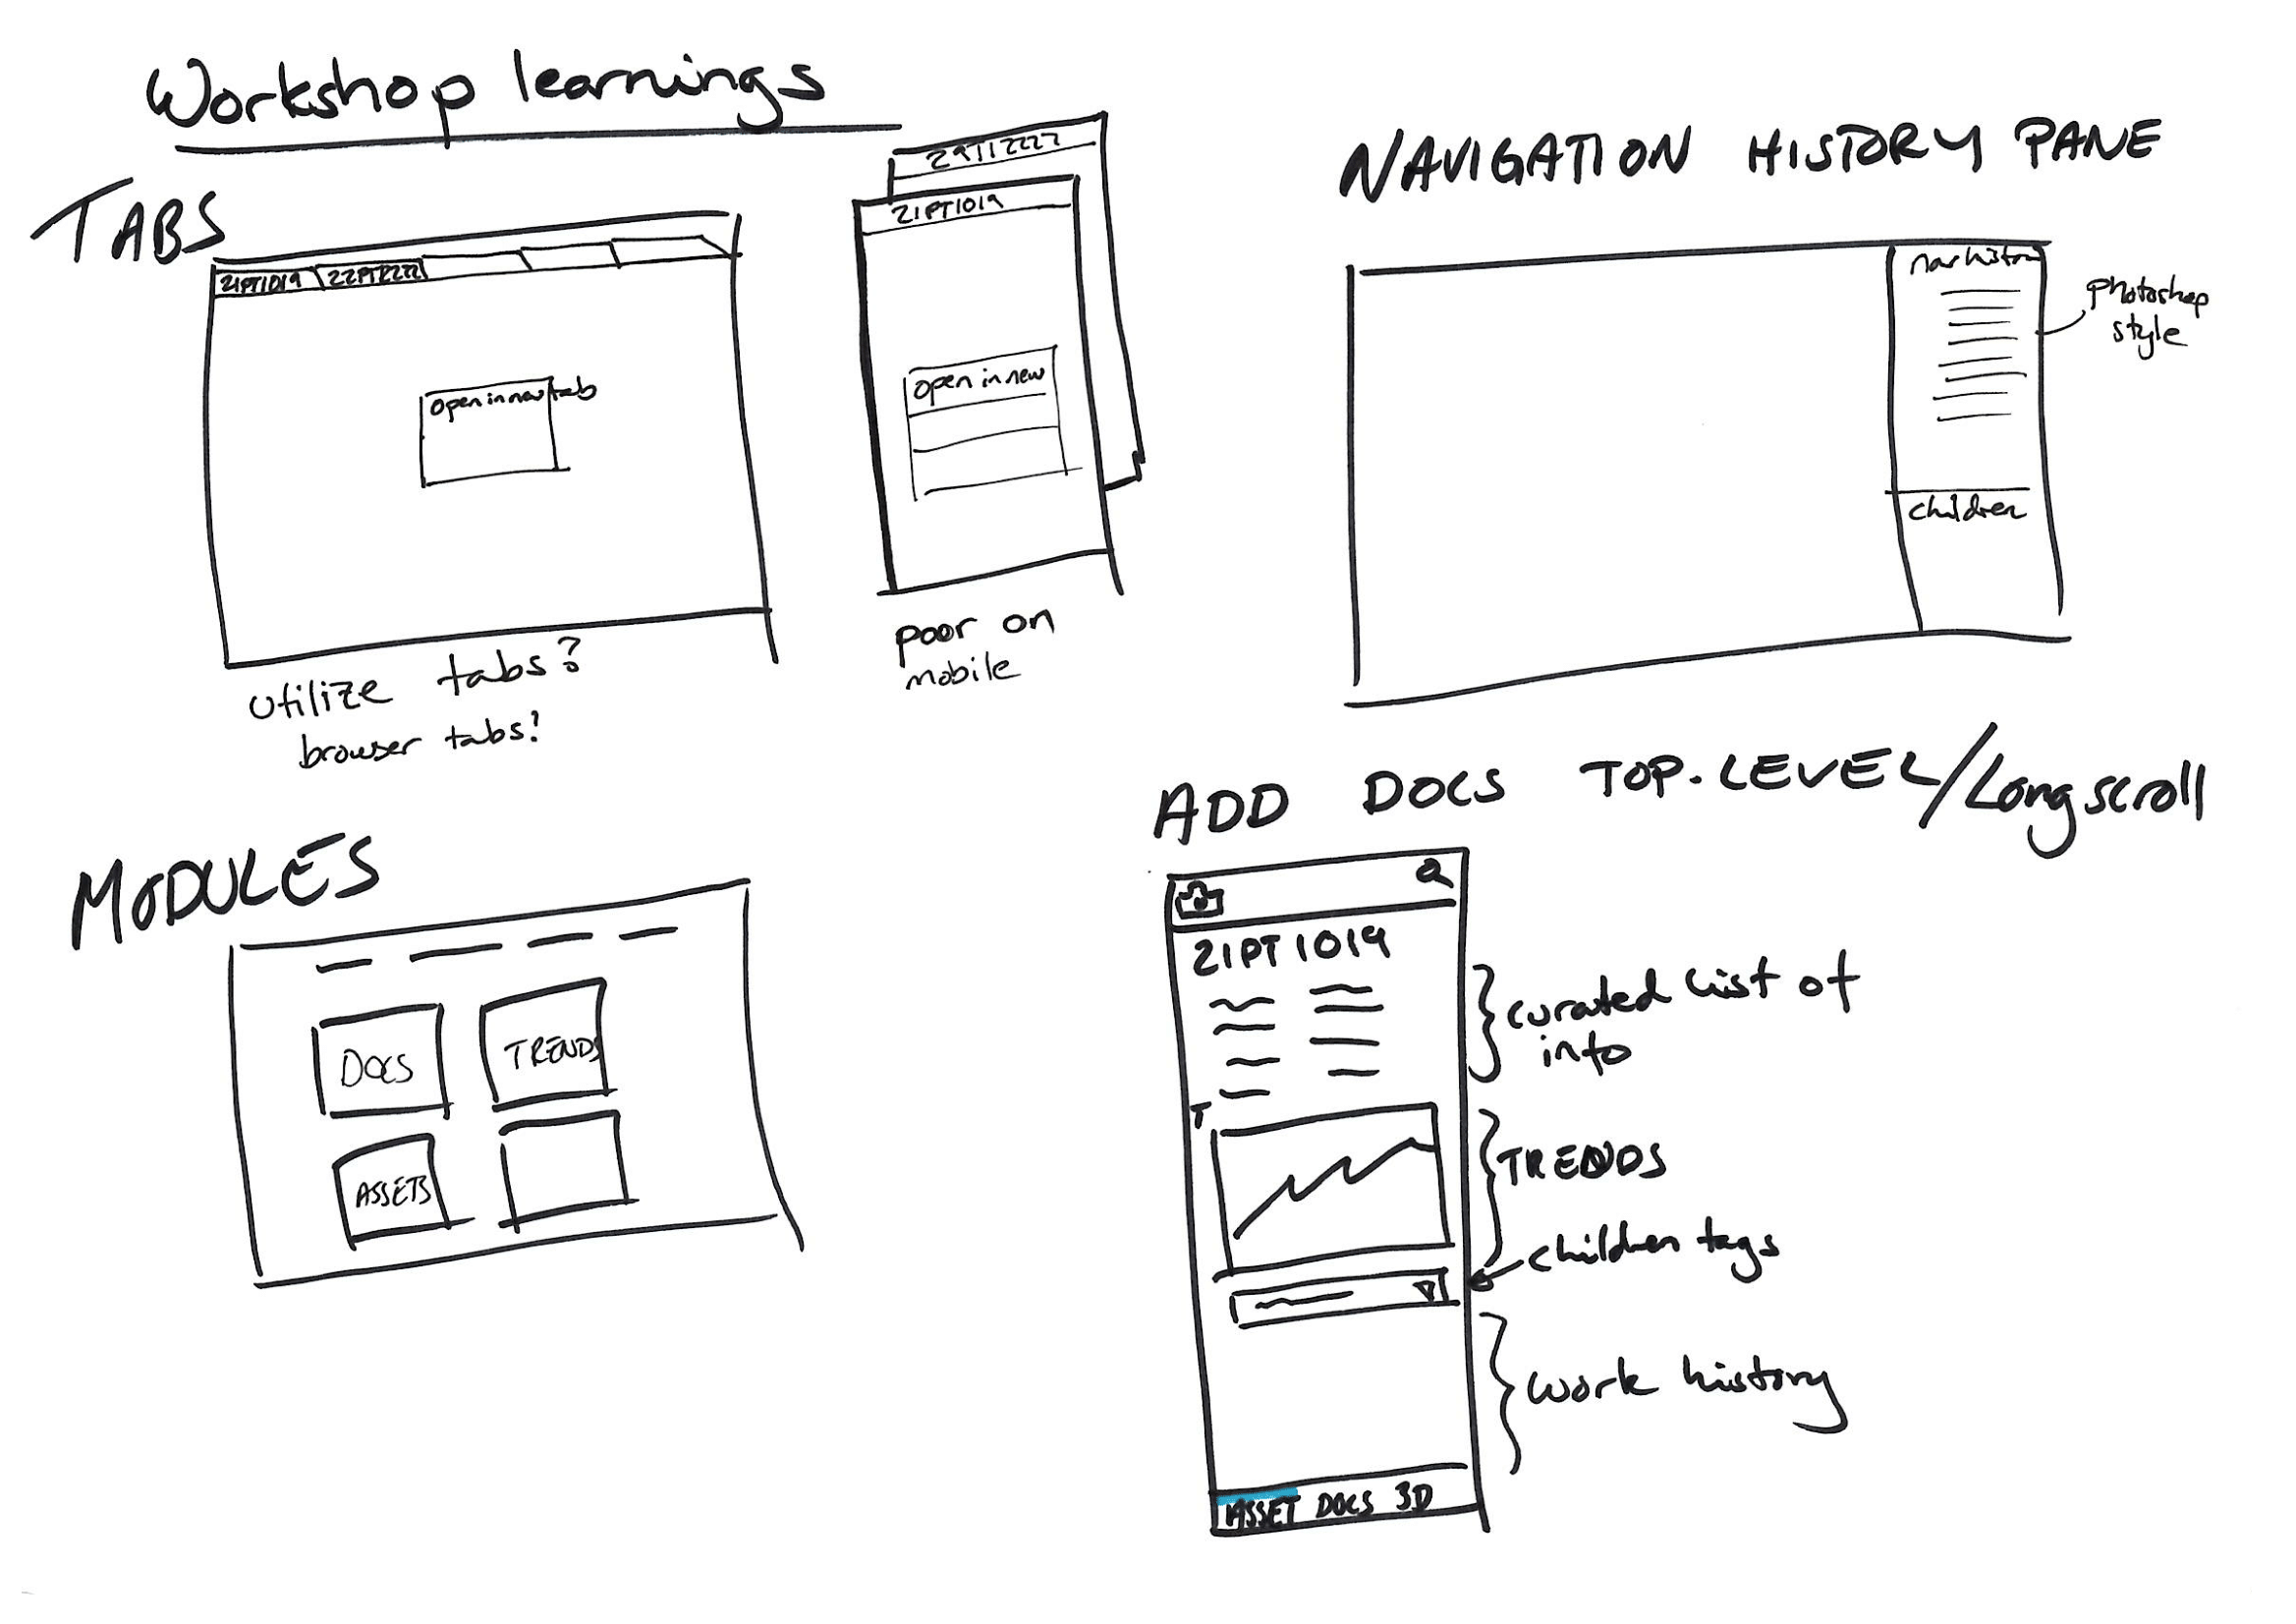 Workshop learnings
TABS
21PT1019 22PT2222
open in new tab
utilize tabs?
browser tabs?
29TI2222
21PT1019
open in new
poor on
mobile
NAVIGATION HISTORY PANE
nav histor
children
photoshop
style
MODULES
DOCS TRENDS
ASSETS
ADD DOCS TOP-LEVEL/Long scroll
21PT1019
curated list of
info
T
TRENDS
children tags
work history
ASSET DOCS 3D